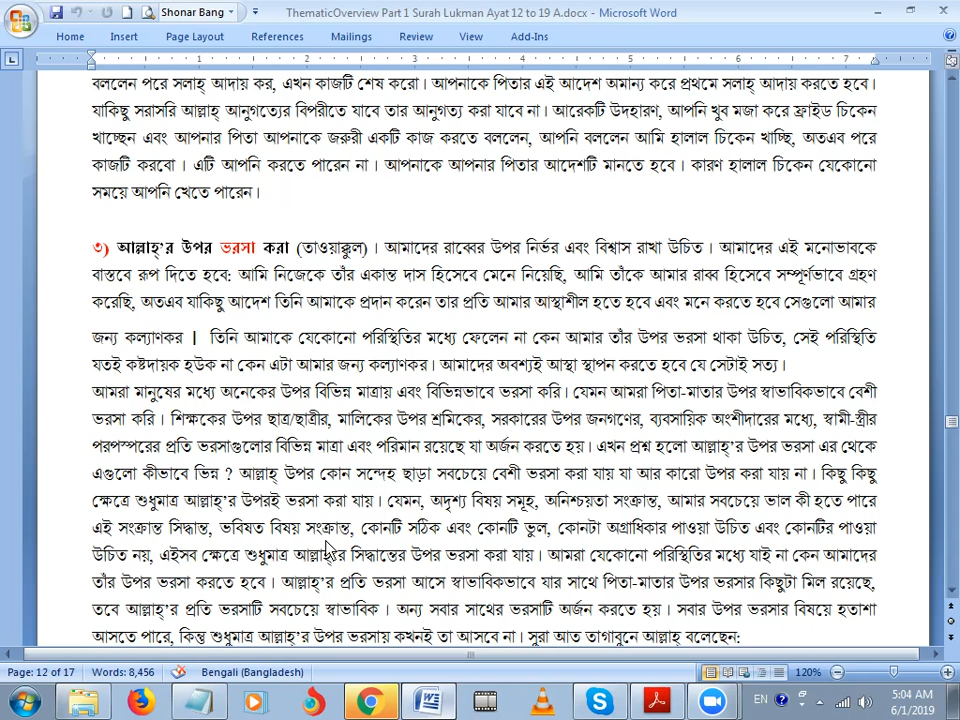 Shonar Bang
ThematicOverview Part 1 Surah Lukman Ayat 12 to 19 A.docx - Microsoft Word
Home Insert Page Layout References Mailings Review View Add-Ins
1 2 3 4 5 6 7
বললেন পরে সলাহ্‌ আদায় কর, এখন কাজটি শেষ করো। আপনাকে পিতার এই আদেশ অমান্য করে প্রথমে সলাহ্‌ আদায় করতে হবে।
যাকিছু সরাসরি আল্লাহ্‌ আনুগত্যের বিপরীতে যাবে তার আনুগত্য করা যাবে না। আরেকটি উদহারণ, আপনি খুব মজা করে ফ্রাইড চিকেন
খাচ্ছেন এবং আপনার পিতা আপনাকে জরুরী একটি কাজ করতে বললেন, আপনি বললেন আমি হালাল চিকেন খাচ্ছি, অতএব পরে
কাজটি করবো । এটি আপনি করতে পারেন না। আপনাকে আপনার পিতার আদেশটি মানতে হবে। কারণ হালাল চিকেন যেকোনো
সময়ে আপনি খেতে পারেন।
৩) আল্লাহ্‌'র উপর ভরসা করা (তাওয়াক্কুল)। আমাদের রাব্বের উপর নির্ভর এবং বিশ্বাস রাখা উচিত। আমাদের এই মনোভাবকে
বাস্তবে রূপ দিতে হবে: আমি নিজেকে তাঁর একান্ত দাস হিসেবে মেনে নিয়েছি, আমি তাঁকে আমার রাব্ব হিসেবে সম্পূর্ণভাবে গ্রহণ
করেছি, অতএব যাকিছু আদেশ তিনি আমাকে প্রদান করেন তার প্রতি আমার আস্থাশীল হতে হবে এবং মনে করতে হবে সেগুলো আমার
জন্য কল্যাণকর । তিনি আমাকে যেকোনো পরিস্থিতির মধ্যে ফেলেন না কেন আমার তাঁর উপর ভরসা থাকা উচিত, সেই পরিস্থিতি
যতই কষ্টদায়ক হউক না কেন এটা আমার জন্য কল্যাণকর। আমাদের অবশ্যই আস্থা স্থাপন করতে হবে যে সেটাই সত্য।
আমরা মানুষের মধ্যে অনেকের উপর বিভিন্ন মাত্রায় এবং বিভিন্নভাবে ভরসা করি। যেমন আমরা পিতা-মাতার উপর স্বাভাবিকভাবে বেশী
ভরসা করি। শিক্ষকের উপর ছাত্র/ছাত্রীর, মালিকের উপর শ্রমিকের, সরকারের উপর জনগণের, ব্যবসায়িক অংশীদারের মধ্যে, স্বামী-স্ত্রীর
পরপস্পরের প্রতি ভরসাগুলোর বিভিন্ন মাত্রা এবং পরিমান রয়েছে যা অর্জন করতে হয়। এখন প্রশ্ন হলো আল্লাহ্‌'র উপর ভরসা এর থেকে
এগুলো কীভাবে ভিন্ন ? আল্লাহ্‌ উপর কোন সন্দেহ ছাড়া সবচেয়ে বেশী ভরসা করা যায় যা আর কারো উপর করা যায় না। কিছু কিছু
ক্ষেত্রে শুধুমাত্র আল্লাহ্‌'র উপরই ভরসা করা যায়। যেমন, অদৃশ্য বিষয় সমূহ, অনিশ্চয়তা সংক্রান্ত, আমার সবচেয়ে ভাল কী হতে পারে
এই সংক্রান্ত সিদ্ধান্ত, ভবিষত বিষয় সংক্রান্ত, কোনটি সঠিক এবং কোনটি ভুল, কোনটা অগ্রাধিকার পাওয়া উচিত এবং কোনটির পাওয়া
উচিত নয়, এইসব ক্ষেত্রে শুধুমাত্র আল্লাহ্‌র সিদ্ধান্তের উপর ভরসা করা যায়। আমরা যেকোনো পরিস্থিতির মধ্যে যাই না কেন আমাদের
তাঁর উপর ভরসা করতে হবে। আল্লাহ্‌'র প্রতি ভরসা আসে স্বাভাবিকভাবে যার সাথে পিতা-মাতার উপর ভরসার কিছুটা মিল রয়েছে,
তবে আল্লাহ্‌'র প্রতি ভরসাটি সবচেয়ে স্বাভাবিক । অন্য সবার সাথের ভরসাটি অর্জন করতে হয়। সবার উপর ভরসার বিষয়ে হতাশা
আসতে পারে, কিন্তু শুধুমাত্র আল্লাহ্‌'র উপর ভরসায় কখনই তা আসবে না। সুরা আত তাগাবুনে আল্লাহ্‌ বলেছেন:
Page: 12 of 17 Words: 8,456 Bengali (Bangladesh) 120%
EN 5:04 AM
6/1/2019